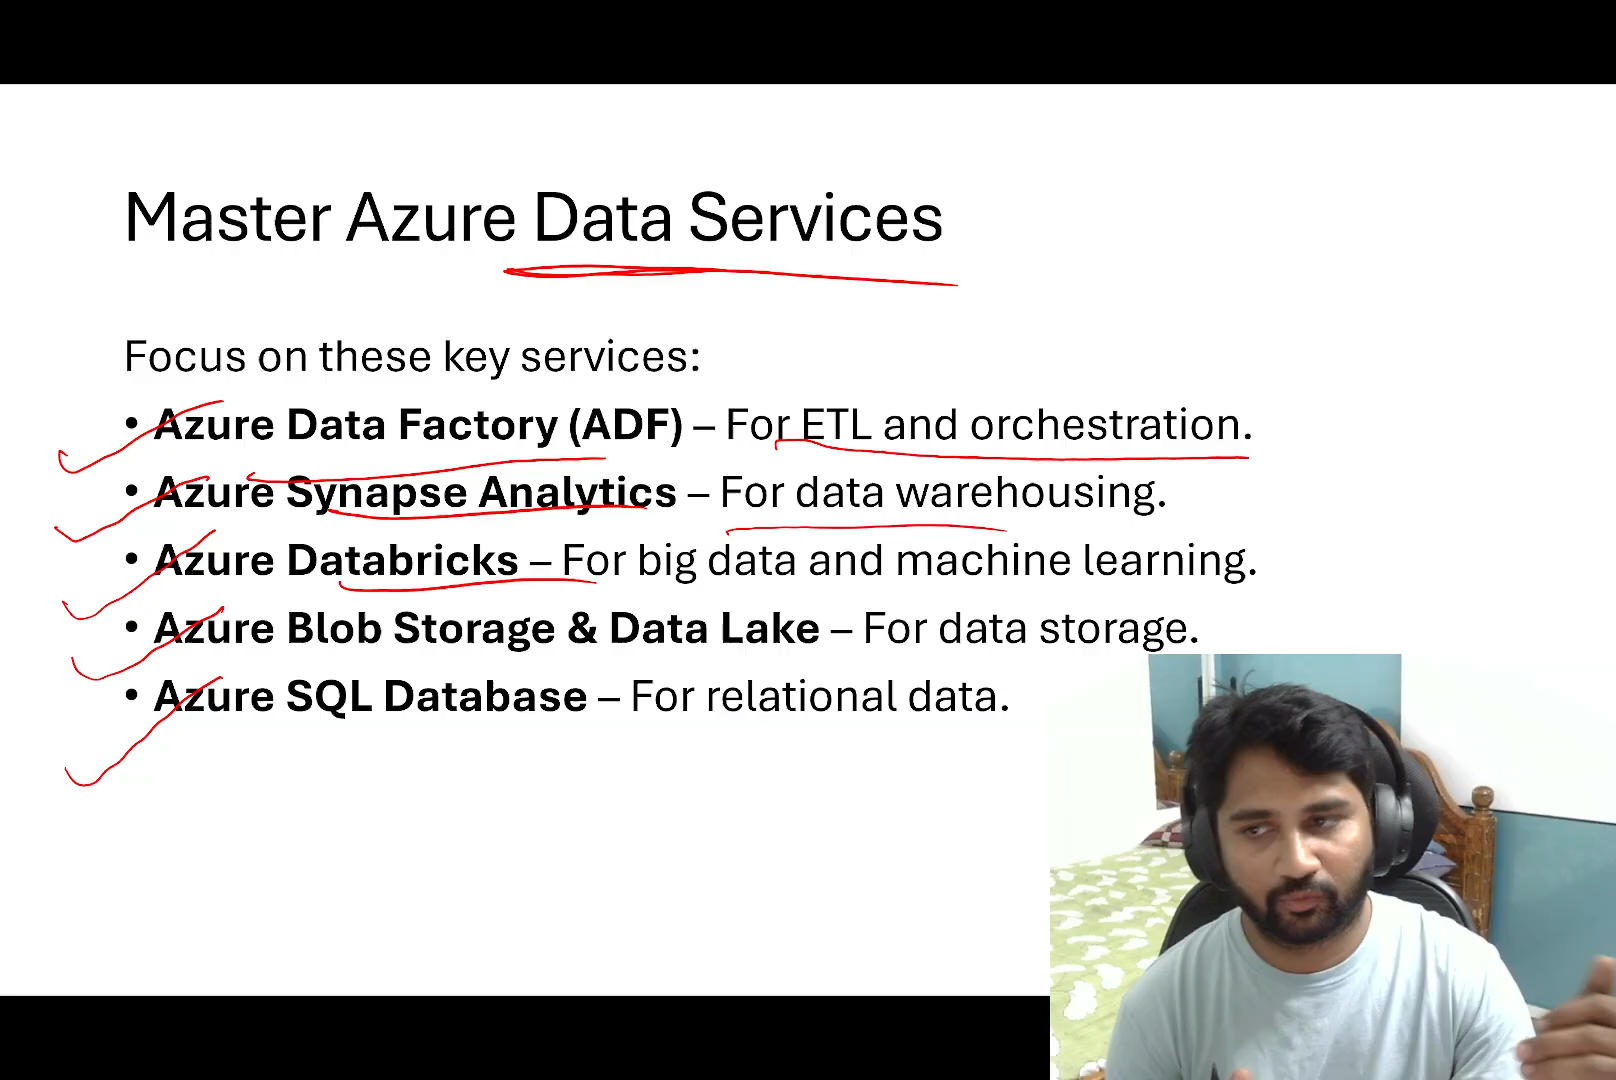 Master Azure Data Services
Focus on these key services:
• Azure Data Factory (ADF) – For ETL and orchestration.
• Azure Synapse Analytics – For data warehousing.
• Azure Databricks – For big data and machine learning.
• Azure Blob Storage & Data Lake – For data storage.
• Azure SQL Database – For relational data.